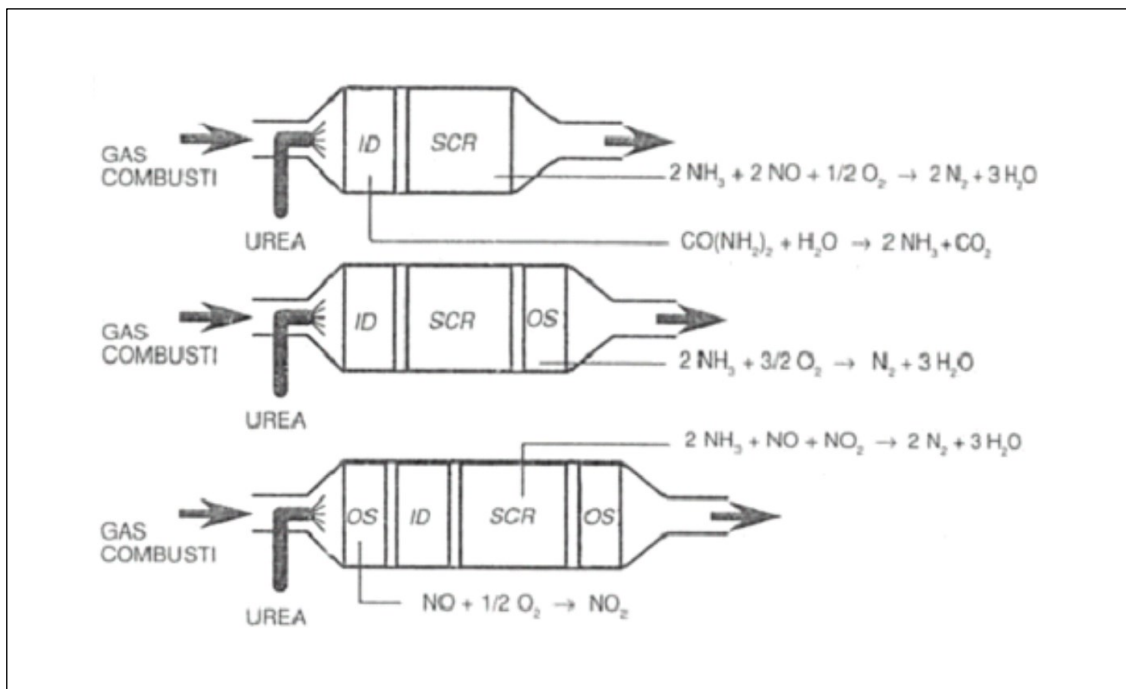 GAS
COMBUSTI
UREA
ID
SCR
2 NH₃ + 2 NO + 1/2 O₂ → 2 N₂ + 3 H₂O
CO(NH₂)₂ + H₂O → 2 NH₃ + CO₂
GAS
COMBUSTI
UREA
ID
SCR
OS
2 NH₃ + 3/2 O₂ → N₂ + 3 H₂O
2 NH₃ + NO + NO₂ → 2 N₂ + 3 H₂O
GAS
COMBUSTI
UREA
OS
ID
SCR
OS
NO + 1/2 O₂ → NO₂